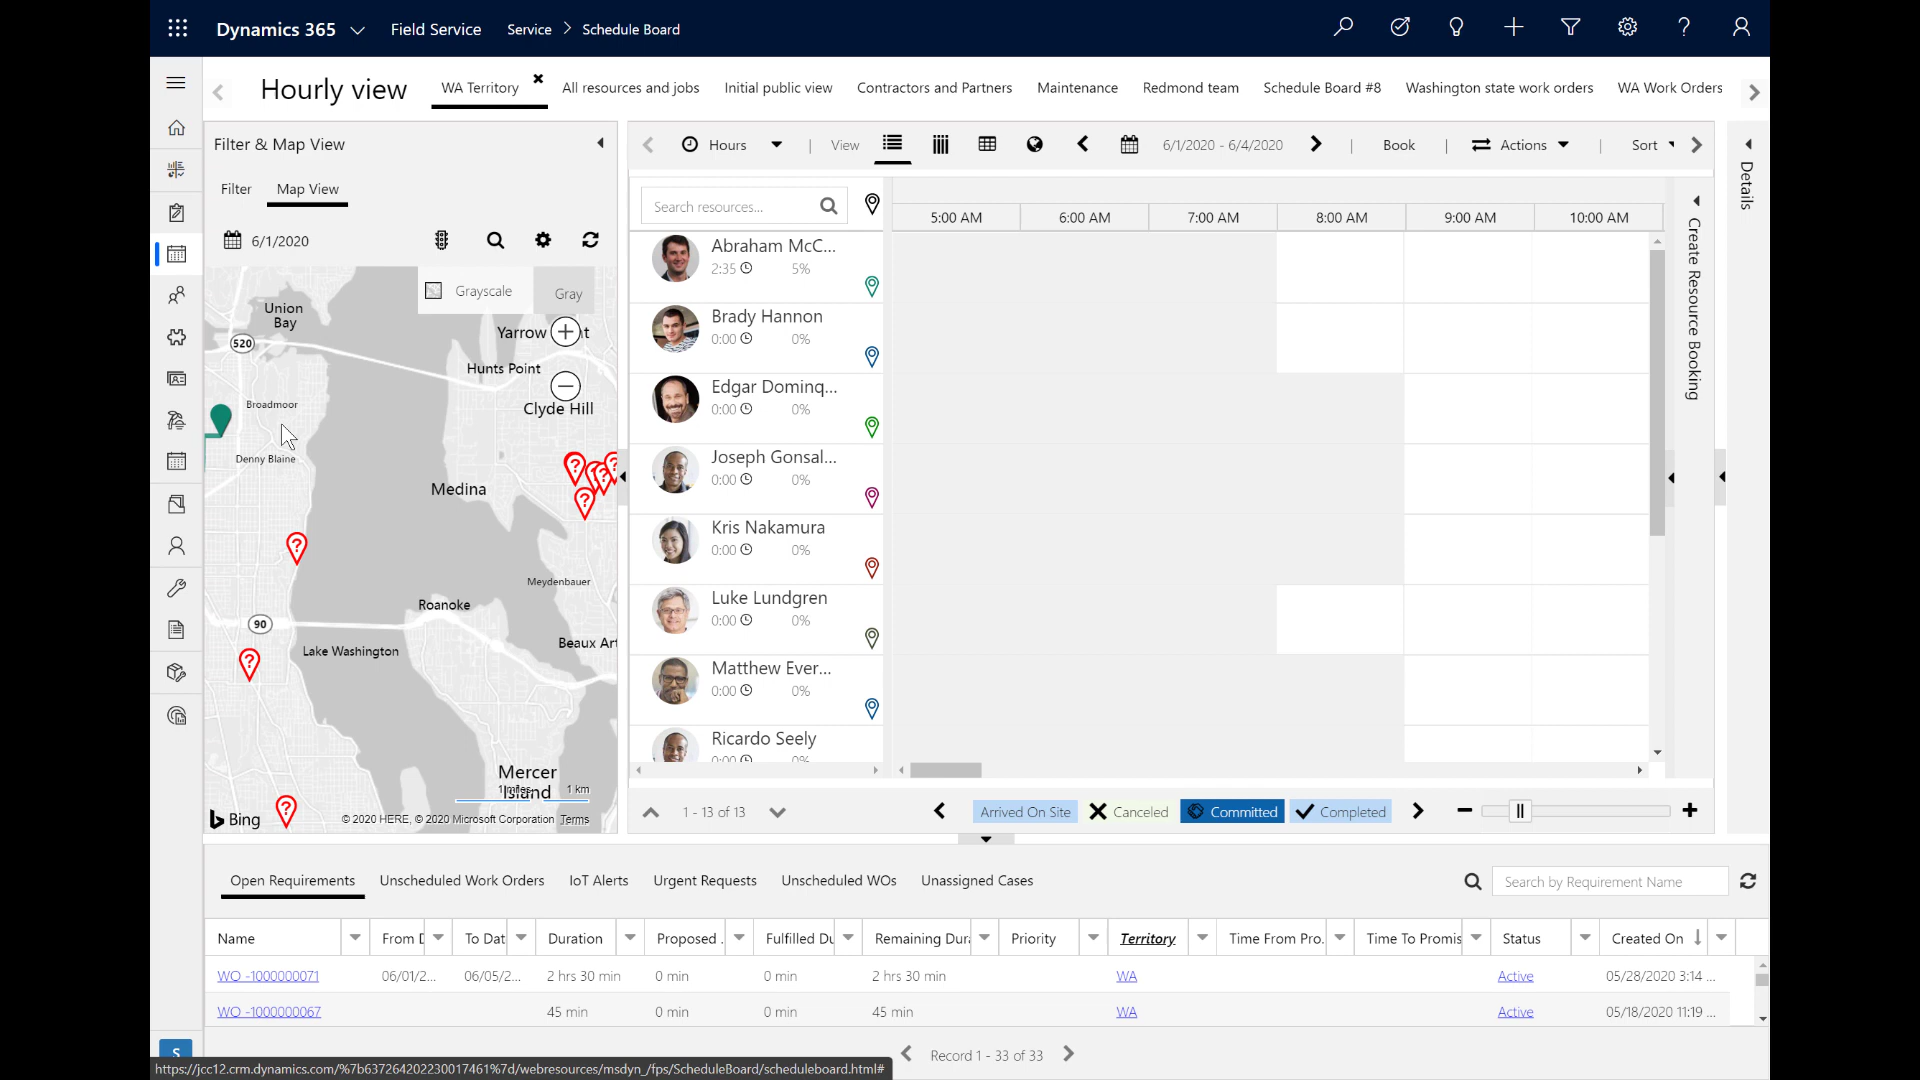 Dynamics 365 Field Service Service > Schedule Board
Hourly view WA Territory All resources and jobs Initial public view Contractors and Partners Maintenance Redmond team Schedule Board #8 Washington state work orders WA Work Orders
Filter & Map View
Filter Map View
6/1/2020
Grayscale Gray
Union
Bay
520
Yarrow
Hunts Point
Clyde Hill
Broadmoor
Denny Blaine
Medina
Meydenbauer
Roanoke
90
Beaux Art
Lake Washington
Mercer
Island
1 miles 1 km
Bing © 2020 HERE, © 2020 Microsoft Corporation Terms
Hours View 6/1/2020 - 6/4/2020 Book Actions Sort
Search resources...
5:00 AM 6:00 AM 7:00 AM 8:00 AM 9:00 AM 10:00 AM
Abraham McC...
2:35 5%
Brady Hannon
0:00 0%
Edgar Dominq...
0:00 0%
Joseph Gonsal...
0:00 0%
Kris Nakamura
0:00 0%
Luke Lundgren
0:00 0%
Matthew Ever...
0:00 0%
Ricardo Seely
0:00 0%
Details
Create Resource Booking
1 - 13 of 13 Arrived On Site Canceled Committed Completed
Open Requirements Unscheduled Work Orders IoT Alerts Urgent Requests Unscheduled WOs Unassigned Cases Search by Requirement Name
Name From D To Dat Duration Proposed . Fulfilled Du Remaining Dura Priority Territory Time From Pro. Time To Promis Status Created On
WO -1000000071 06/01/2... 06/05/2... 2 hrs 30 min 0 min 0 min 2 hrs 30 min WA Active 05/28/2020 3:14 ...
WO -1000000067 45 min 0 min 0 min 45 min WA Active 05/18/2020 11:19 ...
S
Record 1 - 33 of 33
https://jcc12.crm.dynamics.com/%7b637264202230017461%7d/webresources/msdyn_/fps/ScheduleBoard/scheduleboard.html#